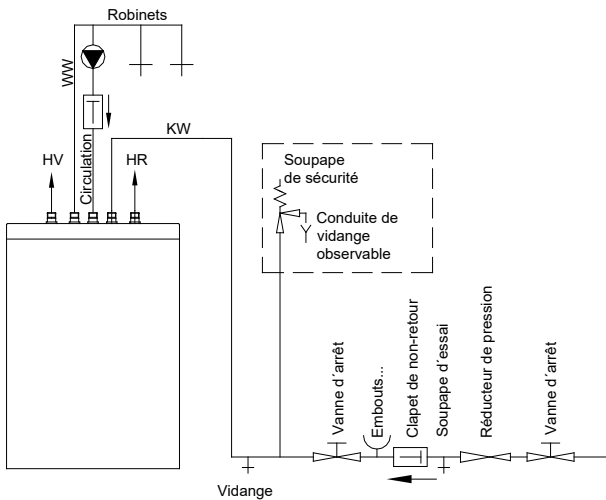 Robinets
WW
Circulation
KW
HV
HR
Soupape
de sécurité
Conduite de
vidange
observable
Vanne d´arrêt
Embouts...
Clapet de non-retour
Soupape d´essai
Réducteur de pression
Vanne d´arrêt
Vidange